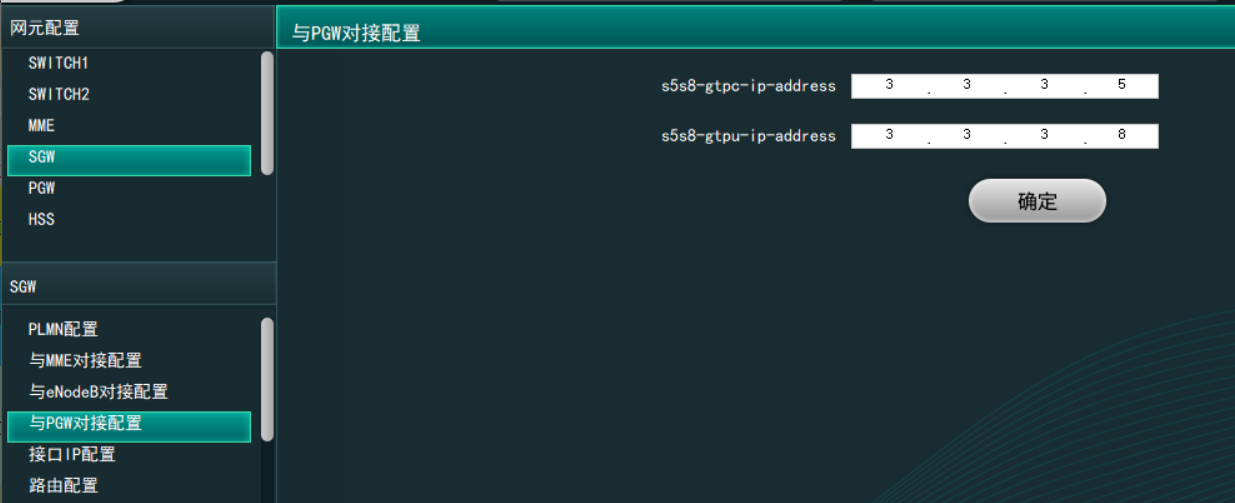 网元配置
SWITCH1
SWITCH2
MME
SGW
PGW
HSS
SGW
PLMN配置
与MME对接配置
与eNodeB对接配置
与PGW对接配置
接口IP配置
路由配置
与PGW对接配置
s5s8-gtpc-ip-address 3 . 3 . 3 . 5
s5s8-gtpu-ip-address 3 . 3 . 3 . 8
确定